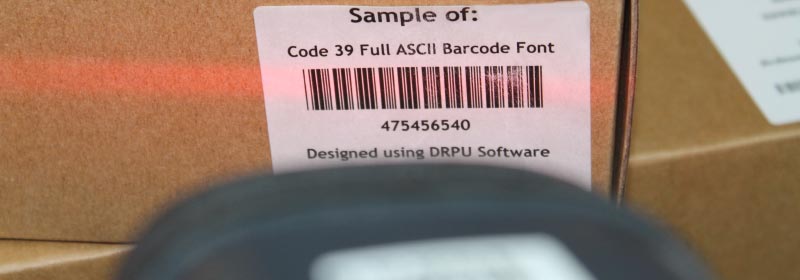 Sample of:
Code 39 Full ASCII Barcode Font
475456540
Designed using DRPU Software